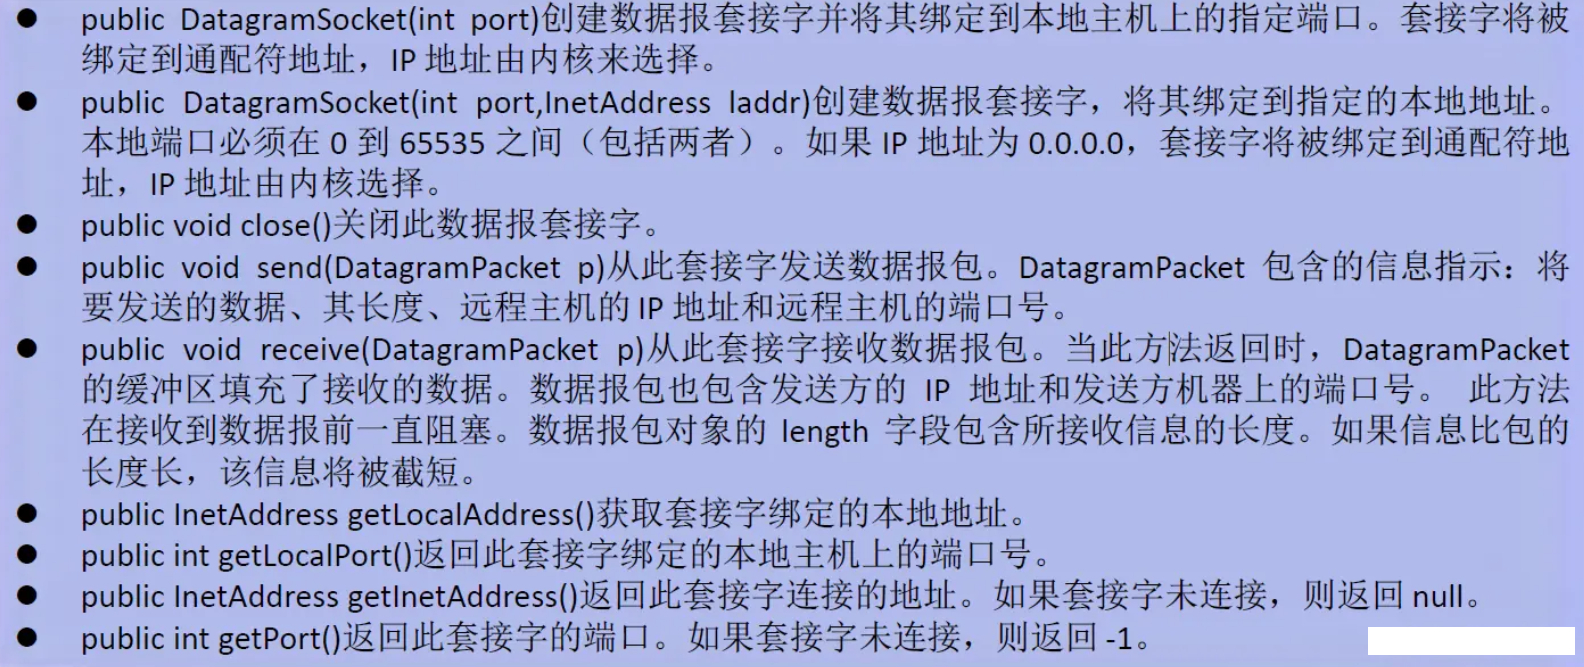 ● public DatagramSocket(int port)创建数据报套接字并将其绑定到本地主机上的指定端口。套接字将被
绑定到通配符地址，IP 地址由内核来选择。
● public DatagramSocket(int port,InetAddress laddr)创建数据报套接字，将其绑定到指定的本地地址。
本地端口必须在 0 到 65535 之间（包括两者）。如果 IP 地址为 0.0.0.0，套接字将被绑定到通配符地
址，IP 地址由内核选择。
● public void close()关闭此数据报套接字。
● public void send(DatagramPacket p)从此套接字发送数据报包。DatagramPacket 包含的信息指示：将
要发送的数据、其长度、远程主机的 IP 地址和远程主机的端口号。
● public void receive(DatagramPacket p)从此套接字接收数据报包。当此方法返回时，DatagramPacket
的缓冲区填充了接收的数据。数据报包也包含发送方的 IP 地址和发送方机器上的端口号。 此方法
在接收到数据报前一直阻塞。数据报包对象的 length 字段包含所接收信息的长度。如果信息比包的
长度长，该信息将被截短。
● public InetAddress getLocalAddress()获取套接字绑定的本地地址。
● public int getLocalPort()返回此套接字绑定的本地主机上的端口号。
● public InetAddress getInetAddress()返回此套接字连接的地址。如果套接字未连接，则返回 null。
● public int getPort()返回此套接字的端口。如果套接字未连接，则返回 -1。